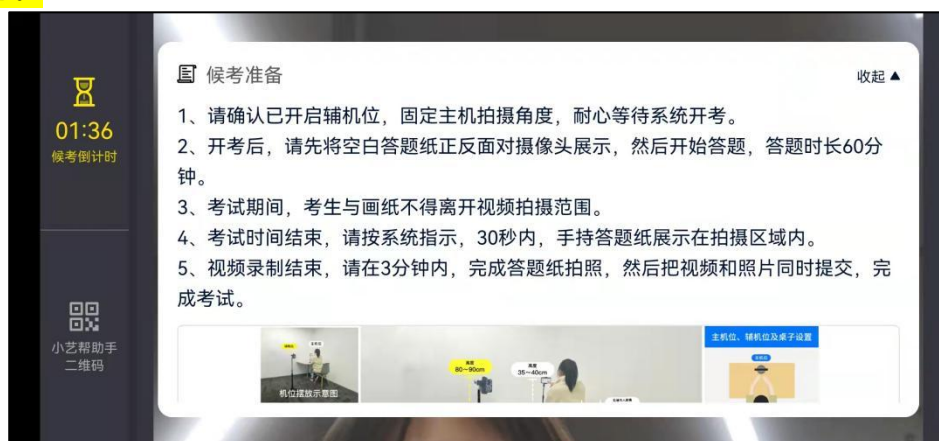 01:36
候考倒计时
小艺帮助手
二维码
候考准备
收起▲
1、请确认已开启辅机位，固定主机拍摄角度，耐心等待系统开考。
2、开考后，请先将空白答题纸正反面对摄像头展示，然后开始答题，答题时长60分
钟。
3、考试期间，考生与画纸不得离开视频拍摄范围。
4、考试时间结束，请按系统指示，30秒内，手持答题纸展示在拍摄区域内。
5、视频录制结束，请在3分钟内，完成答题纸拍照，然后把视频和照片同时提交，完
成考试。
机位摆放示意图
高度
80～90cm
高度
35～40cm
主机位、辅机位及桌子设置